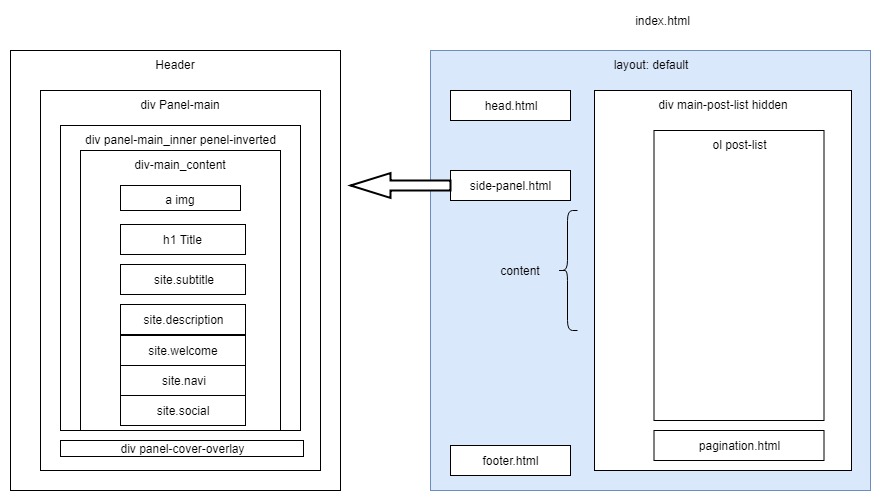 index.html
Header
div Panel-main
div panel-main_inner penel-inverted
div-main_content
a img
h1 Title
site.subtitle
site.description
site.welcome
site.navi
site.social
div panel-cover-overlay
layout: default
head.html
side-panel.html
content
footer.html
div main-post-list hidden
ol post-list
pagination.html